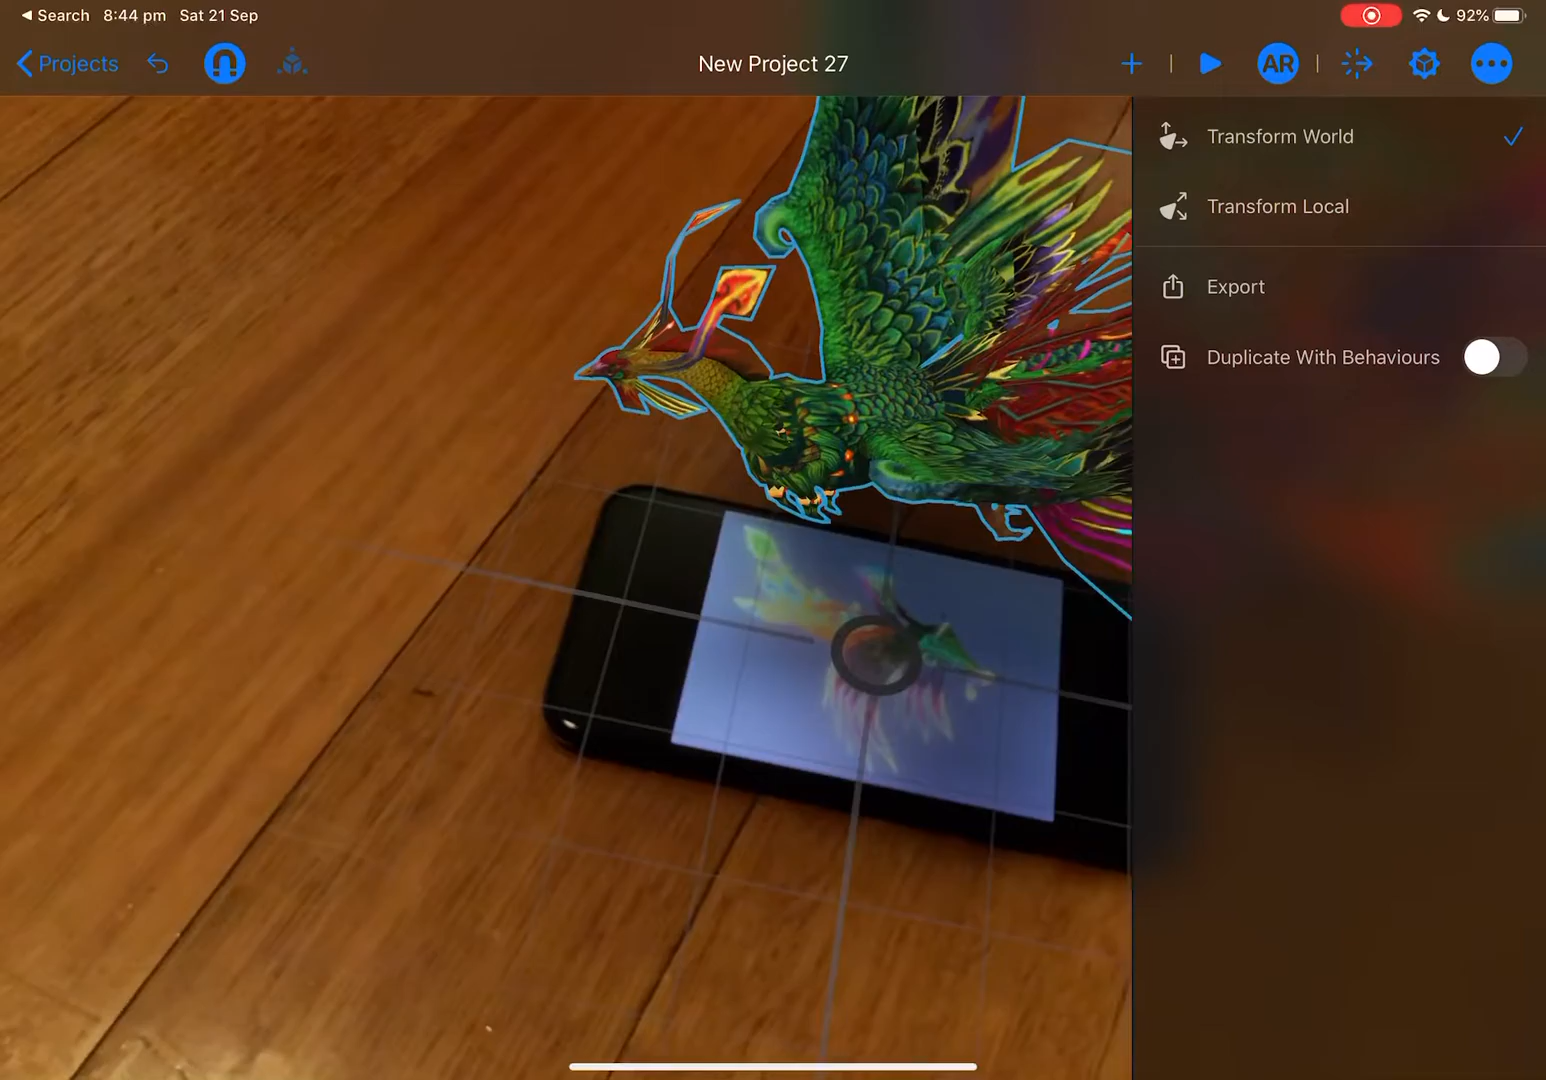 Search 8:44 pm Sat 21 Sep 92%
Projects New Project 27 AR
Transform World
Transform Local
Export
Duplicate With Behaviours